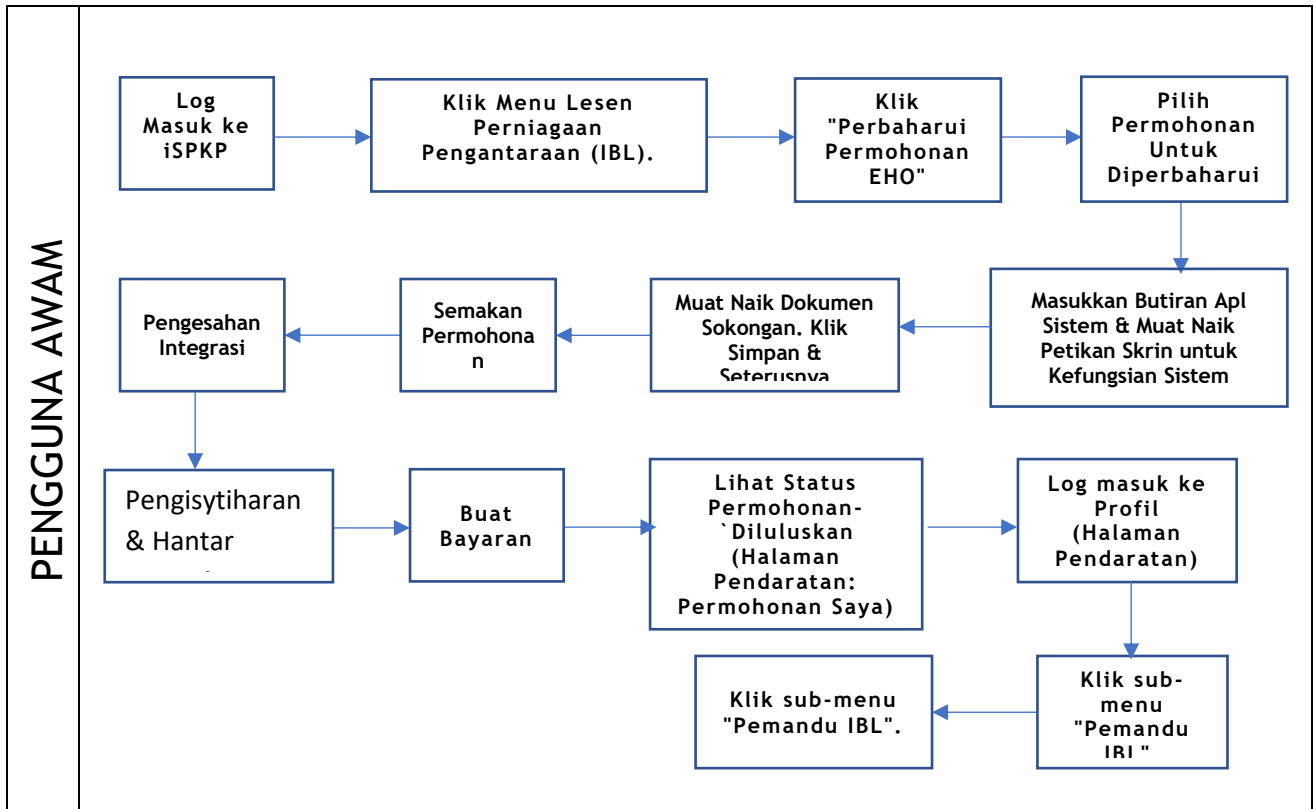 PENGGUNA AWAM
Log
Masuk ke
iSPKP
Klik Menu Lesen
Perniagaan
Pengantaraan (IBL).
Klik
"Perbaharui
Permohonan
EHO"
Pilih
Permohonan
Untuk
Diperbaharui
Masukkan Butiran Apl
Sistem & Muat Naik
Petikan Skrin untuk
Kefungsian Sistem
Muat Naik Dokumen
Sokongan. Klik
Simpan &
Seterusnya
Semakan
Permohona
n
Pengesahan
Integrasi
Pengisytiharan
& Hantar
Buat
Bayaran
Lihat Status
Permohonan-
`Diluluskan
(Halaman
Pendaratan:
Permohonan Saya)
Log masuk ke
Profil
(Halaman
Pendaratan)
Klik sub-
menu
"Pemandu
IBL"
Klik sub-menu
"Pemandu IBL".